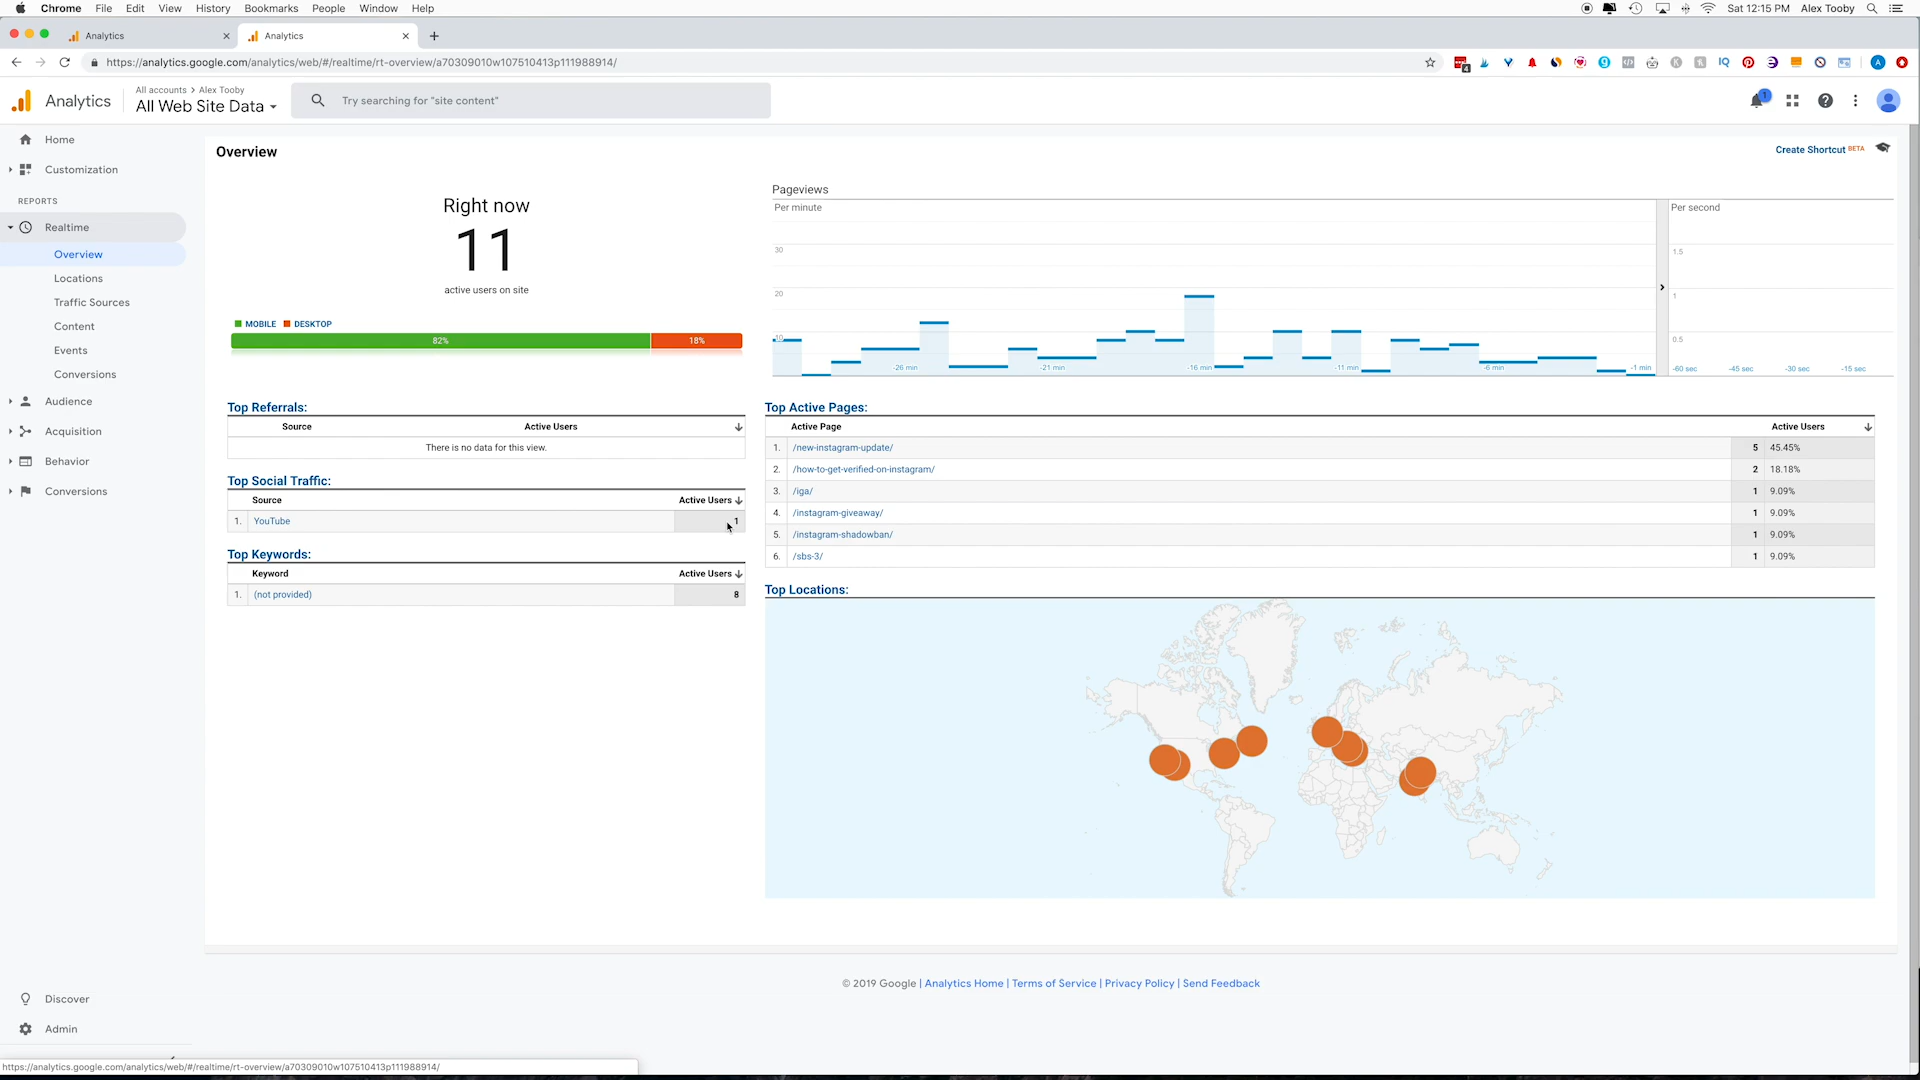 Chrome File Edit View History Bookmarks People Window Help
Sat 12:15 PM Alex Tooby
Analytics
Analytics
https://analytics.google.com/analytics/web/#/realtime/rt-overview/a70309010w107510413p111988914/
4
IQ
A
Analytics
All accounts > Alex Tooby
All Web Site Data
Try searching for "site content"
1
Home
Customization
REPORTS
Realtime
Overview
Locations
Traffic Sources
Content
Events
Conversions
Audience
Acquisition
Behavior
Conversions
Discover
Admin
Overview
Create Shortcut BETA
Right now
11
active users on site
MOBILE DESKTOP
82% 18%
Pageviews
Per minute
30
20
10
-26 min -21 min -16 min -11 min -6 min -1 min
Per second
1.5
1
0.5
-60 sec -45 sec -30 sec -15 sec
Top Referrals:
Source Active Users
There is no data for this view.
Top Social Traffic:
Source Active Users
1. YouTube 1
Top Keywords:
Keyword Active Users
1. (not provided) 8
Top Active Pages:
Active Page Active Users
1. /new-instagram-update/ 5 45.45%
2. /how-to-get-verified-on-instagram/ 2 18.18%
3. /iga/ 1 9.09%
4. /instagram-giveaway/ 1 9.09%
5. /instagram-shadowban/ 1 9.09%
6. /sbs-3/ 1 9.09%
Top Locations:
© 2019 Google | Analytics Home | Terms of Service | Privacy Policy | Send Feedback
https://analytics.google.com/analytics/web/#/realtime/rt-overview/a70309010w107510413p111988914/